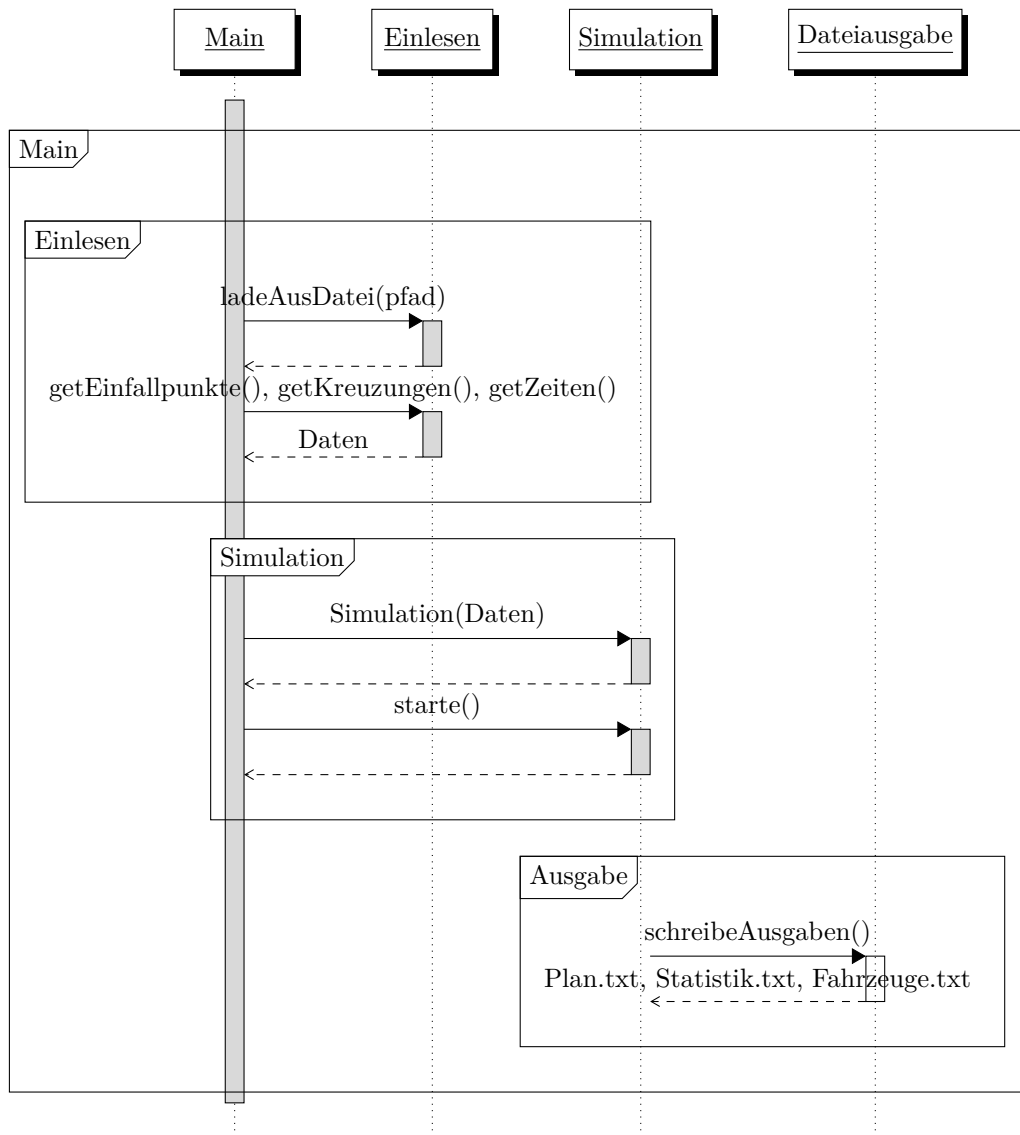 Main
Einlesen
Simulation
Dateiausgabe
Main
Einlesen
ladeAusDatei(pfad)
getEinfallpunkte(), getKreuzungen(), getZeiten()
Daten
Simulation
Simulation(Daten)
starte()
Ausgabe
schreibeAusgaben()
Plan.txt, Statistik.txt, Fahrzeuge.txt